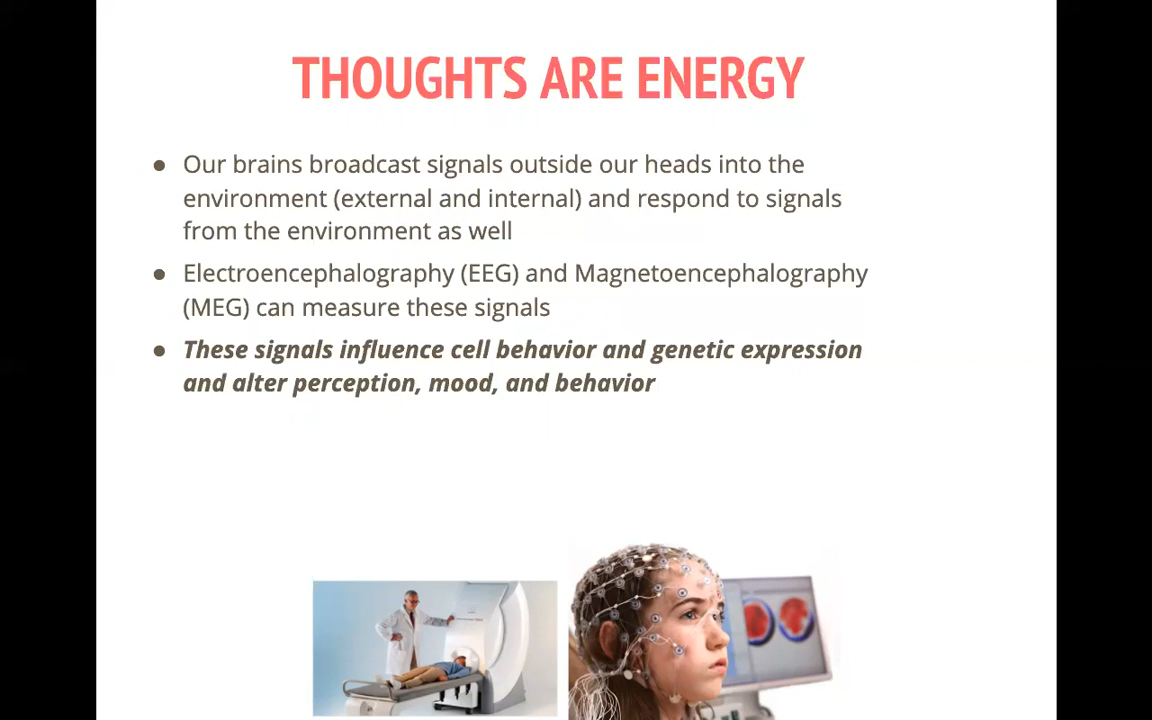 THOUGHTS ARE ENERGY
● Our brains broadcast signals outside our heads into the
environment (external and internal) and respond to signals
from the environment as well
● Electroencephalography (EEG) and Magnetoencephalography
(MEG) can measure these signals
● These signals influence cell behavior and genetic expression
and alter perception, mood, and behavior